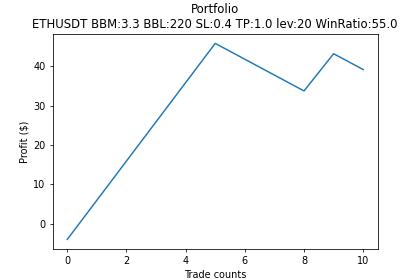 Portfolio
ETHUSDT BBM:3.3 BBL:220 SL:0.4 TP:1.0 lev:20 WinRatio:55.0
40
30
20
10
0
Profit ($)
0 2 4 6 8 10
Trade counts